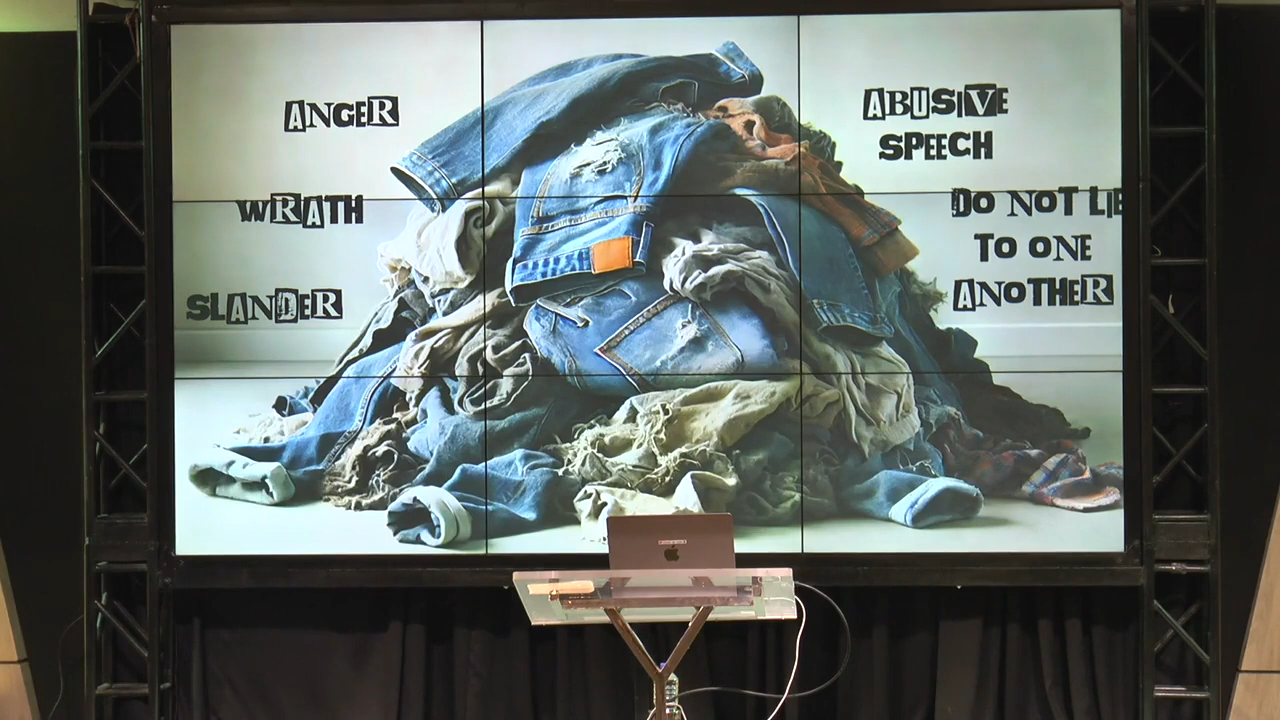 ANGER
WRATH
SLANDER
ABUSIVE
SPEECH
DO NOT LIE
TO ONE
ANOTHER